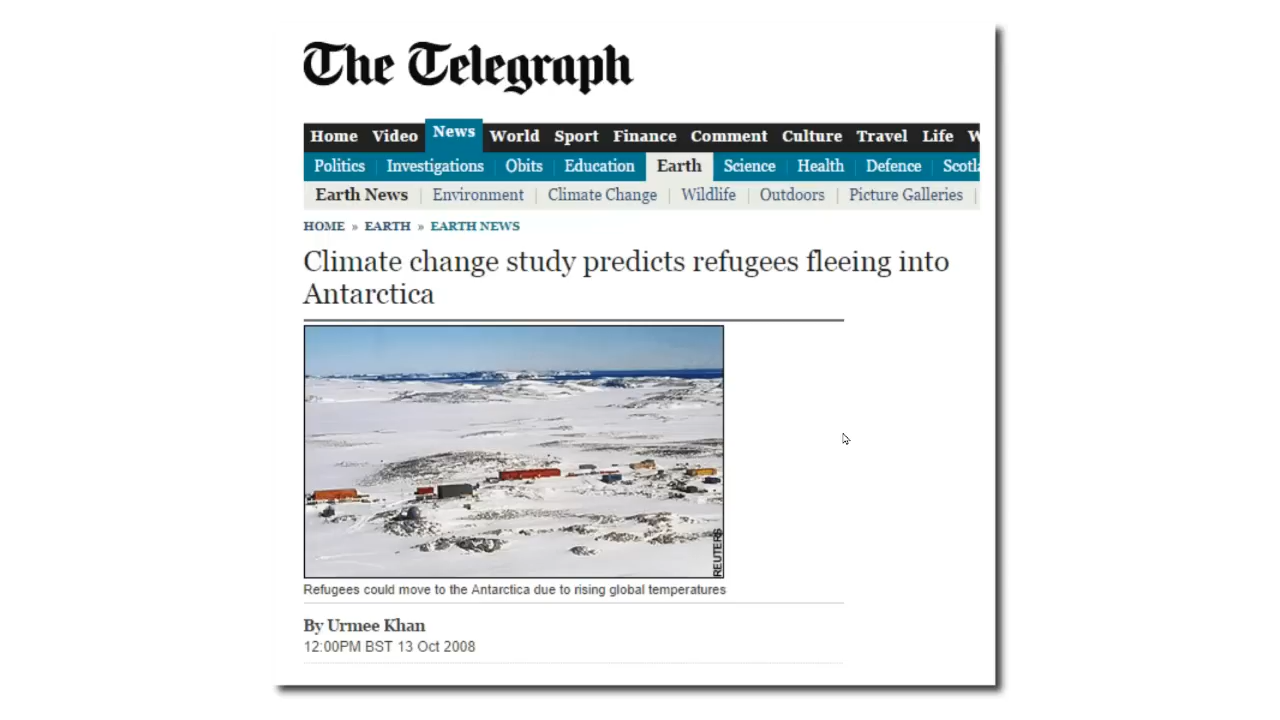 The Telegraph
Home Video News World Sport Finance Comment Culture Travel Life W
Politics Investigations Obits Education Earth Science Health Defence Scotla
Earth News Environment Climate Change Wildlife Outdoors Picture Galleries
HOME » EARTH » EARTH NEWS
Climate change study predicts refugees fleeing into
Antarctica
REUTERS
Refugees could move to the Antarctica due to rising global temperatures
By Urmee Khan
12:00PM BST 13 Oct 2008